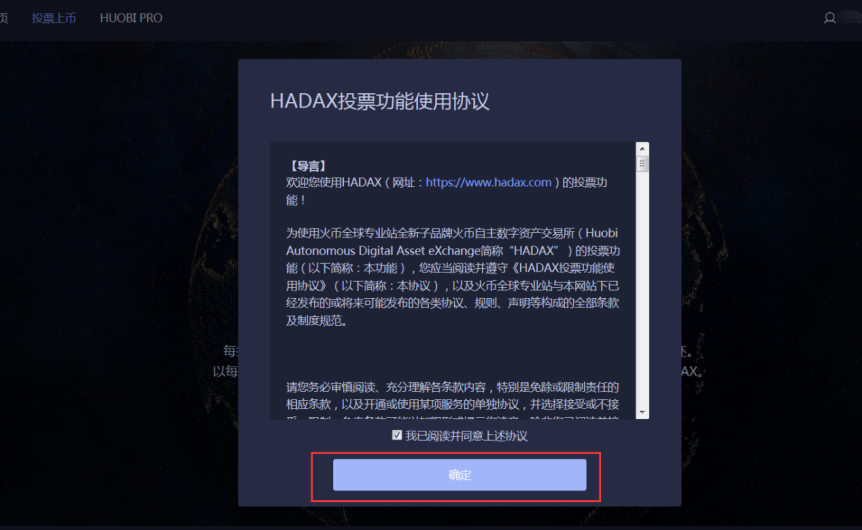 页 投票上币 HUOBI PRO
HADAX投票功能使用协议
【导言】
欢迎您使用HADAX（网址：https://www.hadax.com）的投票功
能！
为使用火币全球专业站全新子品牌火币自主数字资产交易所（Huobi
Autonomous Digital Asset eXchange简称“HADAX”）的投票功
能（以下简称：本功能），您应当阅读并遵守《HADAX投票功能使
用协议》（以下简称：本协议），以及火币全球专业站与本网站下已
经发布的或将来可能发布的各类协议、规则、声明等构成的全部条款
及制度规范。
每
以每
AX。
请您务必审慎阅读、充分理解各条款内容，特别是免除或限制责任的
相应条款，以及开通或使用某项服务的单独协议，并选择接受或不接
我已阅读并同意上述协议
确定